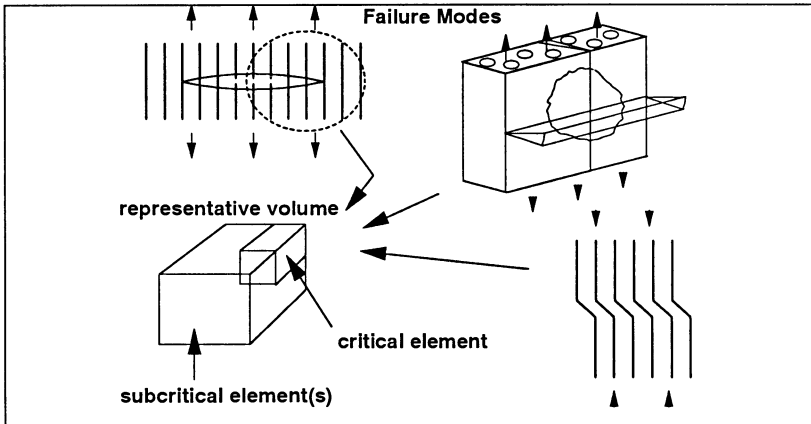 Failure Modes
representative volume
critical element
subcritical element(s)